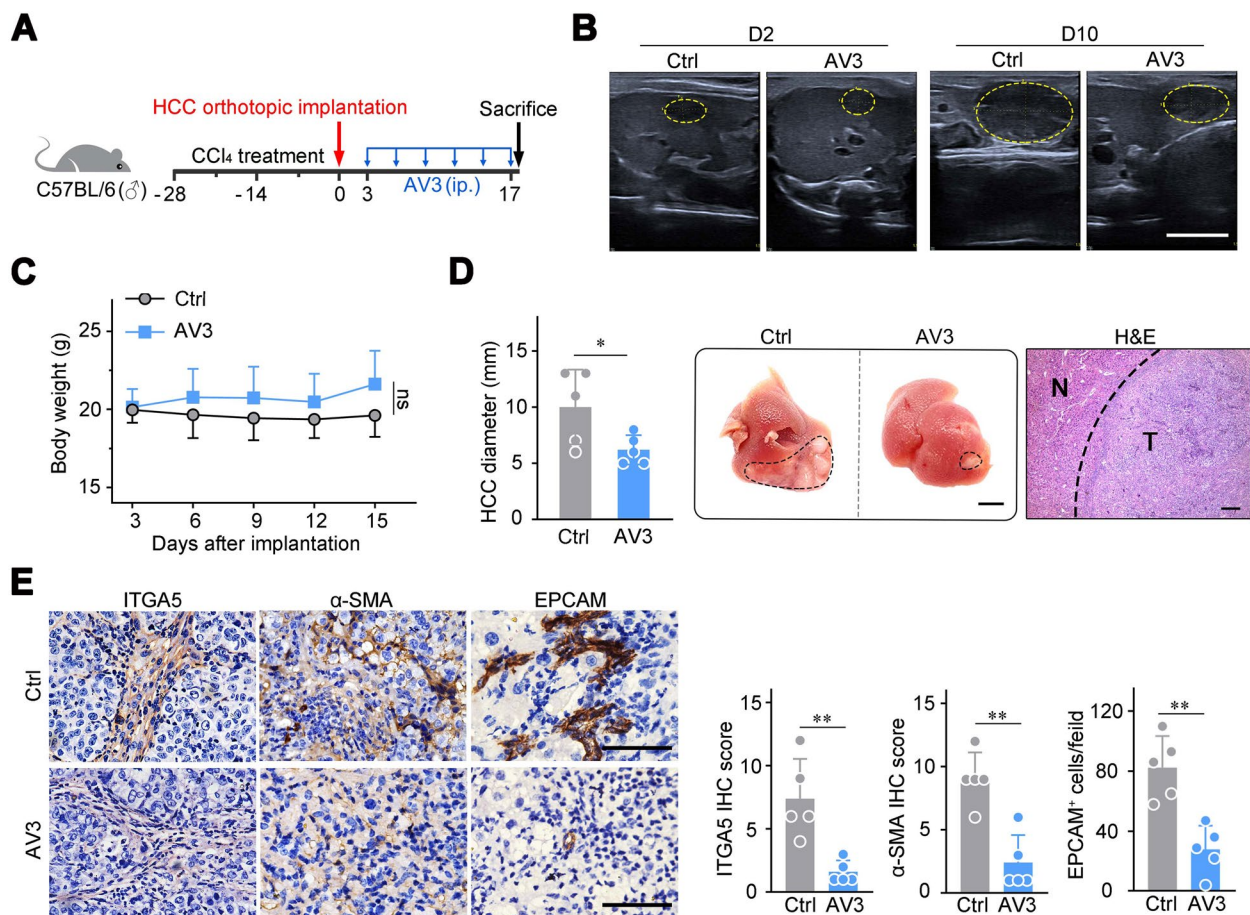 A
HCC orthotopic implantation
Sacrifice
CCl₄ treatment
C57BL/6(♂)
-28
-14
0
3
AV3 (ip.)
17
B
D2
D10
Ctrl
AV3
Ctrl
AV3
C
Ctrl
AV3
Body weight (g)
25
20
15
ns
3
6
9
12
15
Days after implantation
D
HCC diameter (mm)
15
10
5
0
*
Ctrl
AV3
Ctrl
AV3
H&E
N
T
E
ITGA5
α-SMA
EPCAM
Ctrl
AV3
ITGA5 IHC score
15
10
5
0
**
Ctrl
AV3
α-SMA IHC score
15
10
5
0
**
Ctrl
AV3
EPCAM⁺ cells/feild
120
80
40
0
**
Ctrl
AV3